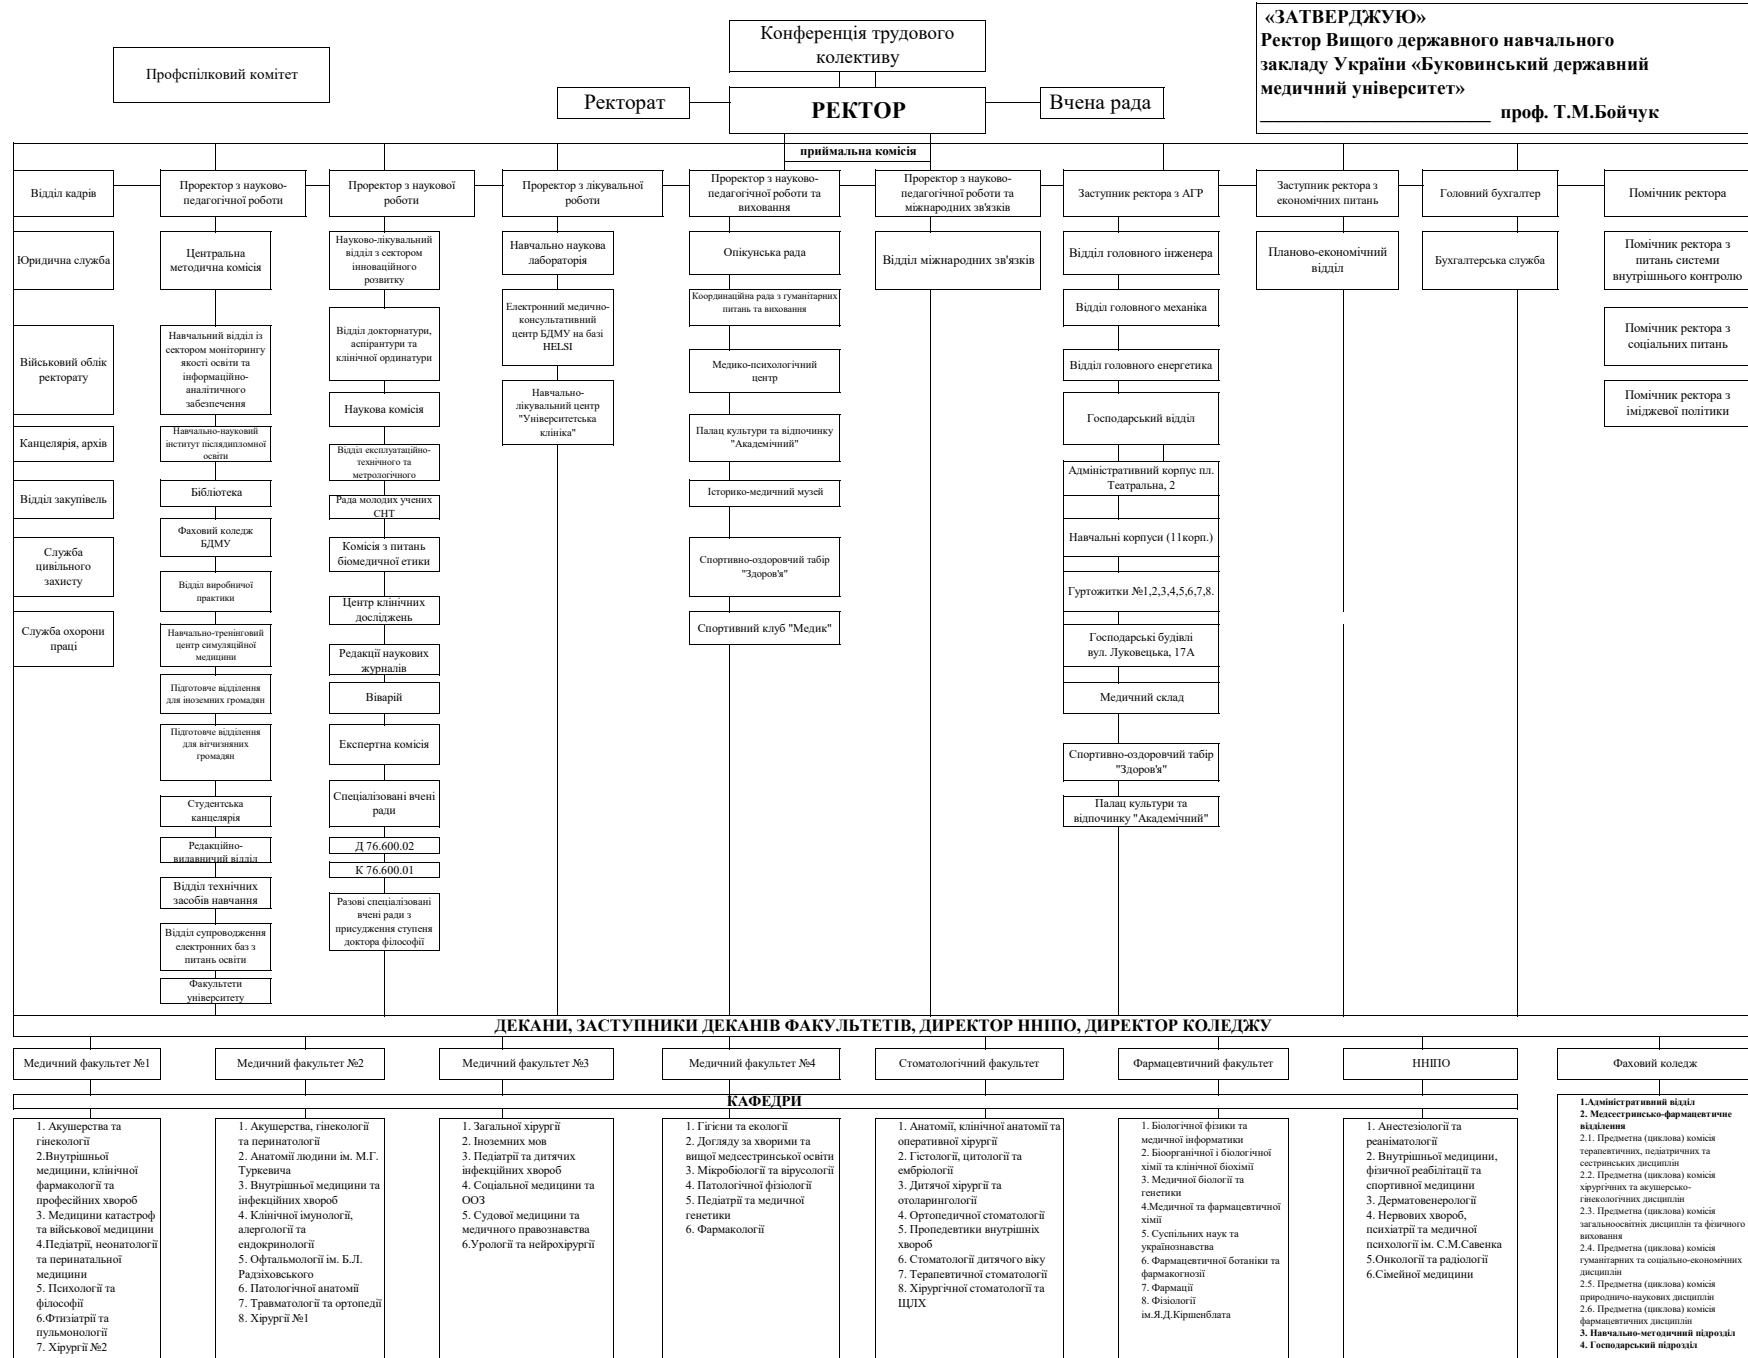 «ЗАТВЕРДЖУЮ»
Ректор Вищого державного навчального
закладу України «Буковинський державний
медичний університет»
_________________________ проф. Т.М.Бойчук
Конференція трудового
колективу
Профспілковий комітет
Ректорат
РЕКТОР
Вчена рада
приймальна комісія
Відділ кадрів
Проректор з науково-
педагогічної роботи
Проректор з наукової
роботи
Проректор з лікувальної
роботи
Проректор з науково-
педагогічної роботи та
виховання
Проректор з науково-
педагогічної роботи та
міжнародних зв'язків
Заступник ректора з АГР
Заступник ректора з
економічних питань
Головний бухгалтер
Помічник ректора
Юридична служба
Військовий облік
ректорату
Канцелярія, архів
Відділ закупівель
Служба
цивільного
захисту
Служба охорони
праці
Центральна
методична комісія
Навчальний відділ із
сектором моніторингу
якості освіти та
інформаційно-
аналітичного
забезпечення
Навчально-науковий
інститут післядипломної
освіти
Бібліотека
Фаховий коледж
БДМУ
Відділ виробничої
практики
Навчально-тренінговий
центр симуляційної
медицини
Підготовче відділення
для іноземних громадян
Підготовче відділення
для вітчизняних
громадян
Студентська
канцелярія
Редакційно-
видавничий відділ
Відділ технічних
засобів навчання
Відділ супроводження
електронних баз з
питань освіти
Факультети
університету
Науково-лікувальний
відділ з сектором
інноваційного
розвитку
Відділ докторнатури,
аспірантури та
клінічної ординатури
Наукова комісія
Відділ експлуатаційно-
технічного та
метрологічного
Рада молодих учених
СНТ
Комісія з питань
біомедичної етики
Центр клінічних
досліджень
Редакції наукових
журналів
Віварій
Експертна комісія
Спеціалізовані вчені
ради
Д 76.600.02
К 76.600.01
Разові спеціалізовані
вчені ради з
присудження ступеня
доктора філософії
Навчально наукова
лабораторія
Електронний медично-
консультативний
центр БДМУ на базі
HELSI
Навчально-
лікувальний центр
"Університетська
клініка"
Опікунська рада
Координаційна рада з гуманітарних
питань та виховання
Медико-психологічний
центр
Палац культури та відпочинку
"Академічний"
Історико-медичний музей
Спортивно-оздоровчий табір
"Здоров'я"
Спортивний клуб "Медик"
Відділ міжнародних зв'язків
Відділ головного інженера
Відділ головного механіка
Відділ головного енергетика
Господарський відділ
Адміністративний корпус пл.
Театральна, 2
Навчальні корпуси (11корп.)
Гуртожитки №1,2,3,4,5,6,7,8.
Господарські будівлі
вул. Луковецька, 17А
Медичний склад
Спортивно-оздоровчий табір
"Здоров'я"
Палац культури та
відпочинку "Академічний"
Планово-економічний
відділ
Бухгалтерська служба
Помічник ректора з
питань системи
внутрішнього контролю
Помічник ректора з
соціальних питань
Помічник ректора з
іміджевої політики
ДЕКАНИ, ЗАСТУПНИКИ ДЕКАНІВ ФАКУЛЬТЕТІВ, ДИРЕКТОР ННІПО, ДИРЕКТОР КОЛЕДЖУ
Медичний факультет №1
Медичний факультет №2
Медичний факультет №3
Медичний факультет №4
Стоматологічний факультет
Фармацевтичний факультет
ННІПО
Фаховий коледж
КАФЕДРИ
1. Акушерства та
гінекології
2.Внутрішньої
медицини, клінічної
фармакології та
професійних хвороб
3. Медицини катастроф
та військової медицини
4.Педіатрії, неонатології
та перинатальної
медицини
5. Психології та
філософії
6.Фтизіатрії та
пульмонології
7. Хірургії №2
1. Акушерства, гінекології
та перинатології
2. Анатомії людини ім. М.Г.
Туркевича
3. Внутрішньої медицини та
інфекційних хвороб
4. Клінічної імунології,
алергології та
ендокринології
5. Офтальмології ім. Б.Л.
Радзіховського
6. Патологічної анатомії
7. Травматології та ортопедії
8. Хірургії №1
1. Загальної хірургії
2. Іноземних мов
3. Педіатрії та дитячих
інфекційних хвороб
4. Соціальної медицини та
ООЗ
5. Судової медицини та
медичного правознавства
6.Урології та нейрохірургії
1. Гігієни та екології
2. Догляду за хворими та
вищої медсестринської освіти
3. Мікробіології та вірусології
4. Патологічної фізіології
5. Педіатрії та медичної
генетики
6. Фармакології
1. Анатомії, клінічної анатомії та
оперативної хірургії
2. Гістології, цитології та
ембріології
3. Дитячої хірургії та
отоларингології
4. Ортопедичної стоматології
5. Пропедевтики внутрішніх
хвороб
6. Стоматології дитячого віку
7. Терапевтичної стоматології
8. Хірургічної стоматології та
ЩЛХ
1. Біологічної фізики та
медичної інформатики
2. Біоорганічної і біологічної
хімії та клінічної біохімії
3. Медичної біології та
генетики
4.Медичної та фармацевтичної
хімії
5. Суспільних наук та
українознавства
6. Фармацевтичної ботаніки та
фармакогнозії
7. Фармації
8. Фізіології
ім.Я.Д.Кіршенблата
1. Анестезіології та
реаніматології
2. Внутрішньої медицини,
фізичної реабілітації та
спортивної медицини
3. Дерматовенерології
4. Нервових хвороб,
психіатрії та медичної
психології ім. С.М.Савенка
5.Онкології та радіології
6.Сімейної медицини
1.Адміністративний відділ
2. Медсестринсько-фармацевтичне
відділення
2.1. Предметна (циклова) комісія
терапевтичних, педіатричних та
сестринських дисциплін
2.2. Предметна (циклова) комісія
хірургічних та акушерсько-
гінекологічних дисциплін
2.3. Предметна (циклова) комісія
загальноосвітніх дисциплін та фізичного
виховання
2.4. Предметна (циклова) комісія
гуманітарних та соціально-економічних
дисциплін
2.5. Предметна (циклова) комісія
природничо-наукових дисциплін
2.6. Предметна (циклова) комісія
фармацевтичних дисциплін
3. Навчально-методичний підрозділ
4. Господарський підрозділ